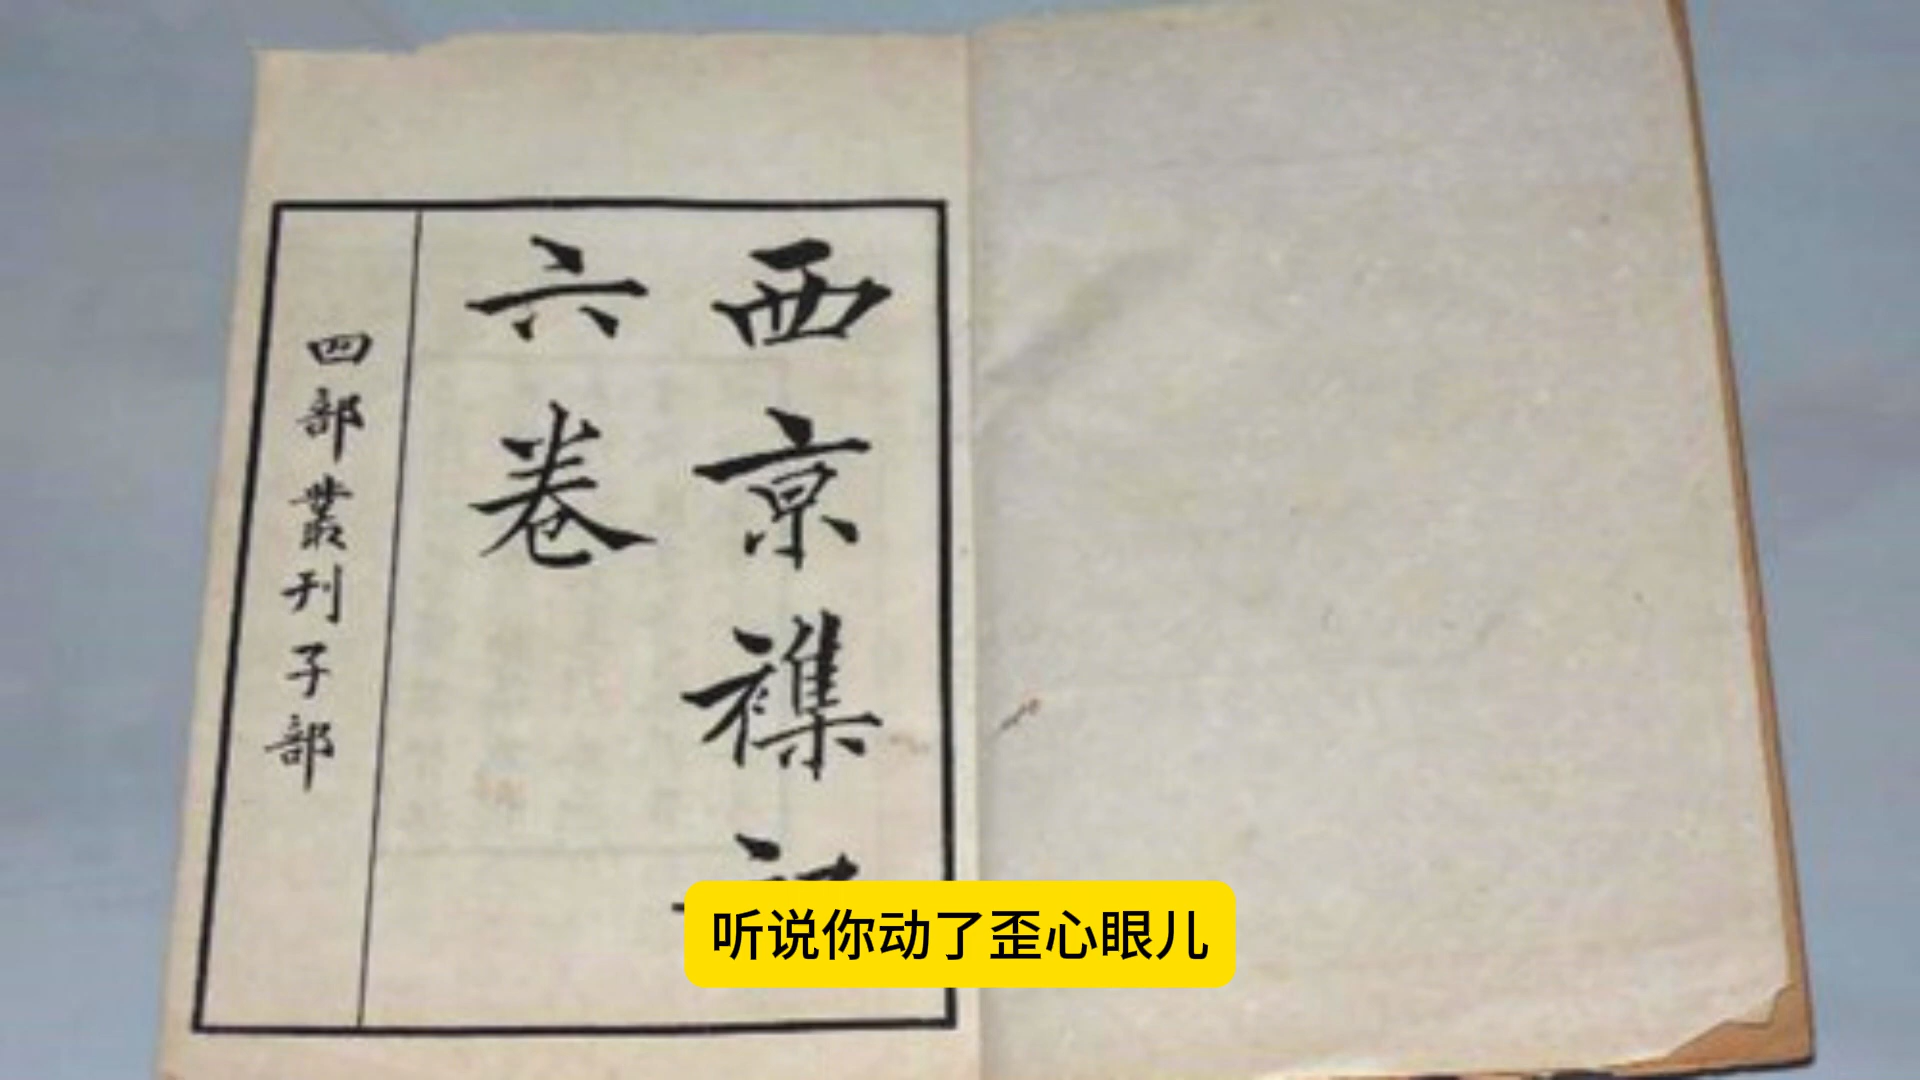 西京襍
六卷
四部叢刊子部
听说你动了歪心眼儿